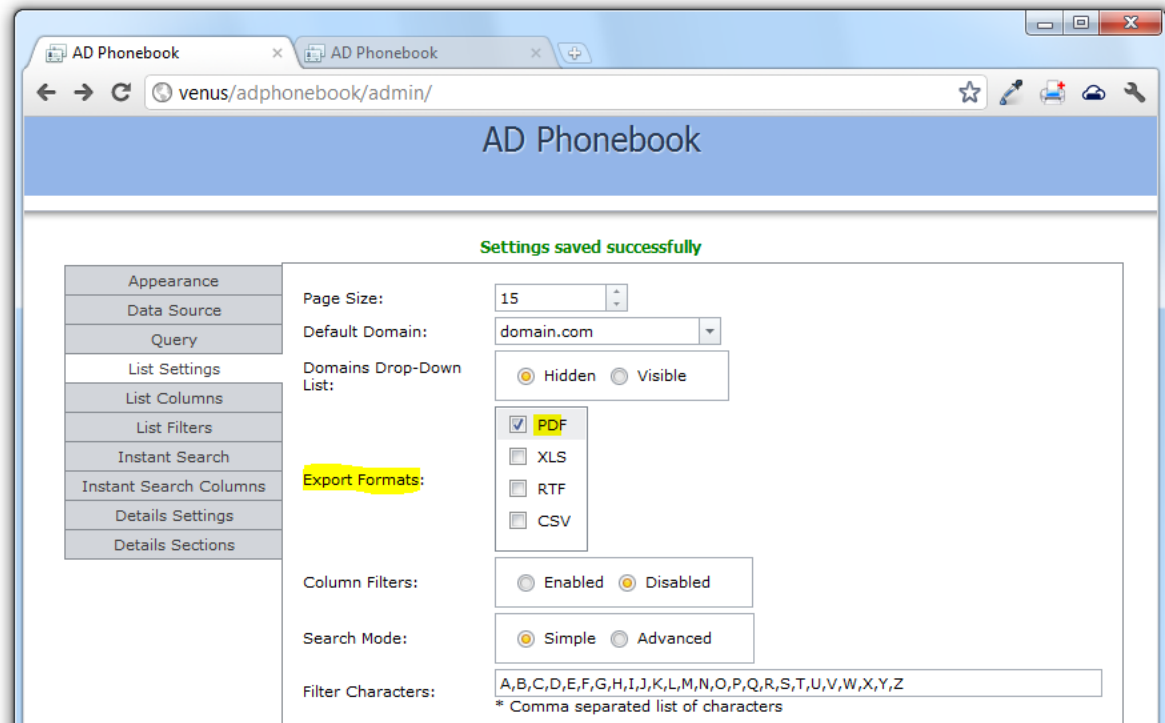 AD Phonebook
AD Phonebook
venus/adphonebook/admin/
AD Phonebook
Settings saved successfully
Appearance
Data Source
Query
List Settings
List Columns
List Filters
Instant Search
Instant Search Columns
Details Settings
Details Sections
Page Size: 15
Default Domain: domain.com
Domains Drop-Down
List:
Hidden Visible
Export Formats:
PDF
XLS
RTF
CSV
Column Filters: Enabled Disabled
Search Mode: Simple Advanced
Filter Characters: A,B,C,D,E,F,G,H,I,J,K,L,M,N,O,P,Q,R,S,T,U,V,W,X,Y,Z
* Comma separated list of characters